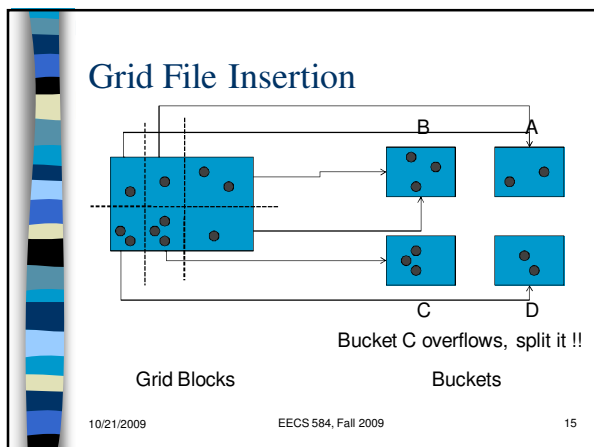 Grid File Insertion
B A
C D
Bucket C overflows, split it !!
Grid Blocks Buckets
10/21/2009 EECS 584, Fall 2009 15